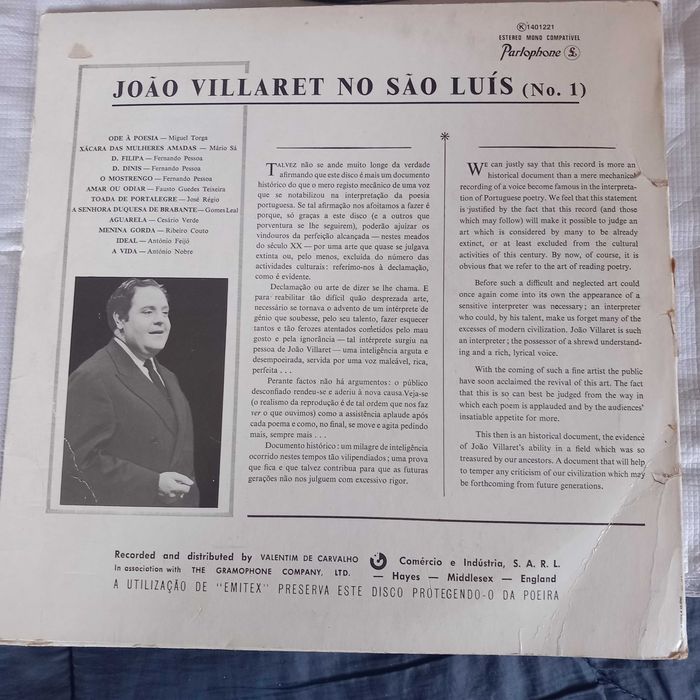 Ⓚ1401221
ESTEREO MONO COMPATÍVEL
Parlophone
JOÃO VILLARET NO SÃO LUÍS (No. 1)
ODE À POESIA — Miguel Torga
XÁCARA DAS MULHERES AMADAS — Mário Sá
D. FILIPA — Fernando Pessoa
D. DINIS — Fernando Pessoa
O MOSTRENGO — Fernando Pessoa
AMAR OU ODIAR — Fausto Guedes Teixeira
TOADA DE PORTALEGRE — José Régio
A SENHORA DUQUESA DE BRABANTE — Gomes Leal
AGUARELA — Cesário Verde
MENINA GORDA — Ribeiro Couto
IDEAL — António Feijó
A VIDA — António Nobre
TALVEZ não se ande muito longe da verdade
afirmando que este disco é mais um documento
histórico do que o mero registo mecânico de uma voz
que se notabilizou na interpretação da poesia
portuguesa. Se tal afirmação nos afoitamos a fazer é
porque, só graças a este disco (e a outros que
porventura se lhe seguirem), poderão ajuizar os
vindouros da perfeição alcançada — nestes meados
do século XX — por uma arte que quase se julgava
extinta ou, pelo menos, excluída do número das
actividades culturais: referimo-nos à declamação,
como é evidente.
Declamação ou arte de dizer se lhe chama. E
para reabilitar tão difícil quão desprezada arte,
necessário se tornava o advento de um intérprete de
génio que soubesse, pelo seu talento, fazer esquecer
tantos e tão ferozes atentados cometidos pelo mau
gosto e pela ignorância — tal intérprete surgiu na
pessoa de João Villaret — uma inteligência arguta e
desempoeirada, servida por uma voz maleável, rica,
perfeita . . .
Perante factos não há argumentos: o público
desconfiado rendeu-se e aderiu à nova causa. Veja-se
(o realismo da reprodução é de tal ordem que nos faz
ver o que ouvimos) como a assistência aplaude após
cada poema e como, no final, se move e agita pedindo
mais, sempre mais . . .
Documento histórico: um milagre de inteligência
ocorrido nestes tempos tão vilipendiados; uma prova
que fica e que talvez contribua para que as futuras
gerações não nos julguem com excessivo rigor.
*
WE can justly say that this record is more an
historical document than a mere mechanical
recording of a voice become famous in the interpreta-
tion of Portuguese poetry. We feel that this statement
is justified by the fact that this record (and those
which may follow) will make it possible to judge an
art which is considered by many to be already
extinct, or at least excluded from the cultural
activities of this century. By now, of course, it is
obvious that we refer to the art of reading poetry.
Before such a difficult and neglected art could
once again come into its own the appearance of a
sensitive interpreter was necessary; an interpreter
who could, by his talent, make us forget many of the
excesses of modern civilization. João Villaret is such
an interpreter; the possessor of a shrewd understand-
ing and a rich, lyrical voice.
With the coming of such a fine artist the public
have soon acclaimed the revival of this art. The fact
that this is so can best be judged from the way in
which each poem is applauded and by the audiences'
insatiable appetite for more.
This then is an historical document, the evidence
of João Villaret's ability in a field which was so
treasured by our ancestors. A document that will help
to temper any criticism of our civilization which may
be forthcoming from future generations.
Recorded and distributed by VALENTIM DE CARVALHO Comércio e Indústria, S. A. R. L.
In association with THE GRAMOPHONE COMPANY, LTD. — Hayes — Middlesex — England
A UTILIZAÇÃO DE "EMITEX" PRESERVA ESTE DISCO PROTEGENDO-O DA POEIRA